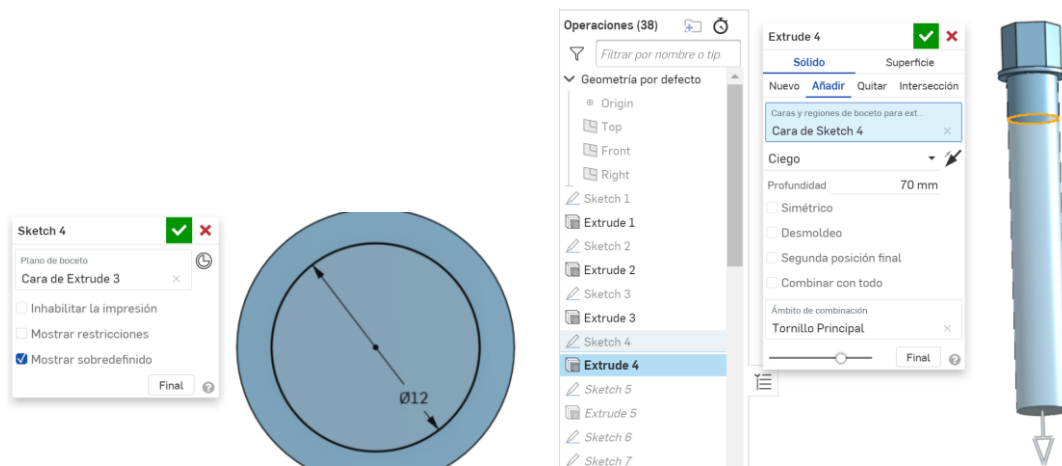 Sketch 4
Plano de boceto
Cara de Extrude 3
Inhabilitar la impresión
Mostrar restricciones
Mostrar sobredefinido
Final
Ø12
Operaciones (38)
Filtrar por nombre o tip
Geometría por defecto
Origin
Top
Front
Right
Sketch 1
Extrude 1
Sketch 2
Extrude 2
Sketch 3
Extrude 3
Sketch 4
Extrude 4
Sketch 5
Extrude 5
Sketch 6
Sketch 7
Extrude 4
Sólido Superficie
Nuevo Añadir Quitar Intersección
Caras y regiones de boceto para ext...
Cara de Sketch 4
Ciego
Profundidad 70 mm
Simétrico
Desmoldeo
Segunda posición final
Combinar con todo
Ámbito de combinación
Tornillo Principal
Final